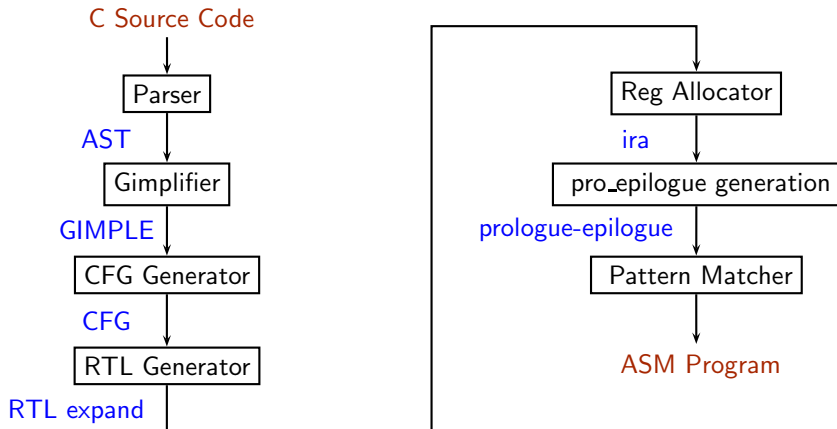 C Source Code
Parser
AST
Gimplifier
GIMPLE
CFG Generator
CFG
RTL Generator
RTL expand
Reg Allocator
ira
pro_epilogue generation
prologue-epilogue
Pattern Matcher
ASM Program